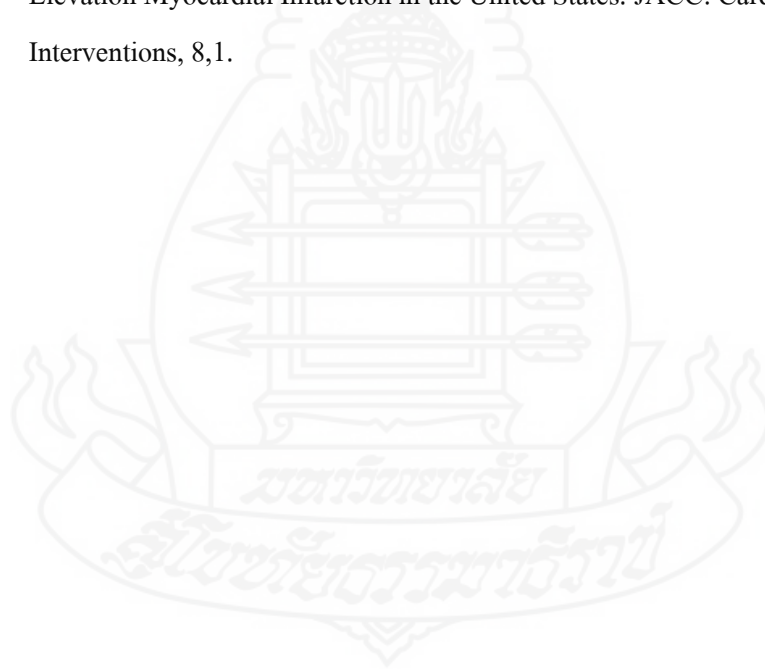 Elevation Myocardial Infarction in the United States. JACC: Card
Interventions, 8,1.
มหาวิทยาลัย
สุโขทัยธรรมาธิราช